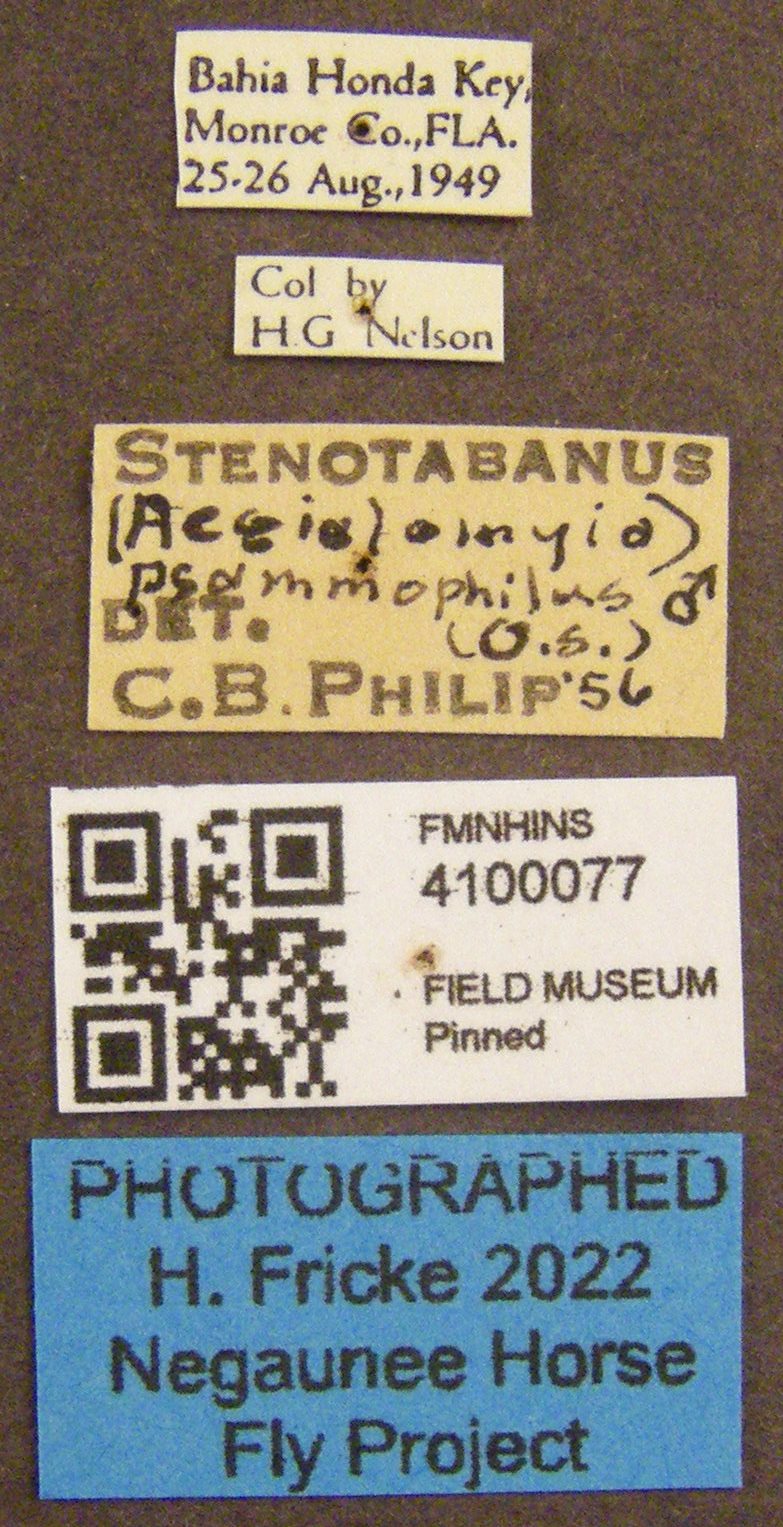 Bahia Honda Key,
Monroe Co., FLA.
25-26 Aug., 1949
Col by
H.G Nelson
STENOTABANUS
(Aegialomyia)
psammophilus ♂
DET. (O.s.)
C.B. PHILIP '56
FMNHINS
4100077
FIELD MUSEUM
Pinned
PHOTOGRAPHED
H. Fricke 2022
Negaunee Horse
Fly Project